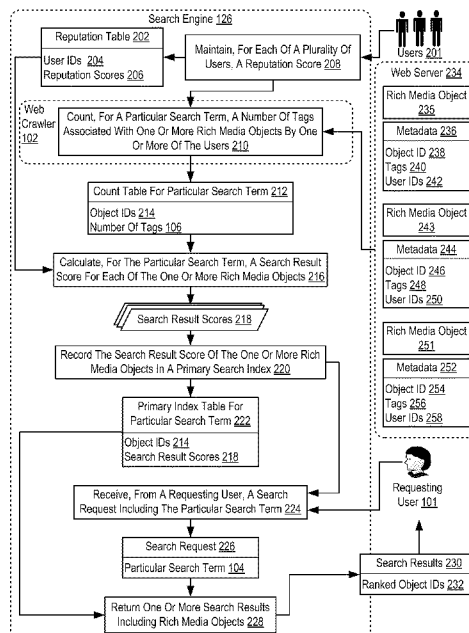 Search Engine 126
Reputation Table 202
User IDs 204
Reputation Scores 206
Maintain, For Each Of A Plurality Of
Users, A Reputation Score 208
Users 201
Web
Crawler
102
Count, For A Particular Search Term, A Number Of Tags
Associated With One Or More Rich Media Objects By One
Or More Of The Users 210
Count Table For Particular Search Term 212
Object IDs 214
Number Of Tags 106
Calculate, For The Particular Search Term, A Search Result
Score For Each Of The One Or More Rich Media Objects 216
Search Result Scores 218
Record The Search Result Score Of The One Or More Rich
Media Objects In A Primary Search Index 220
Primary Index Table For
Particular Search Term 222
Object IDs 214
Search Result Scores 218
Receive, From A Requesting User, A Search
Request Including The Particular Search Term 224
Search Request 226
Particular Search Term 104
Return One Or More Search Results
Including Rich Media Objects 228
Web Server 234
Rich Media Object
235
Metadata 236
Object ID 238
Tags 240
User IDs 242
Rich Media Object
243
Metadata 244
Object ID 246
Tags 248
User IDs 250
Rich Media Object
251
Metadata 252
Object ID 254
Tags 256
User IDs 258
Requesting
User 101
Search Results 230
Ranked Object IDs 232